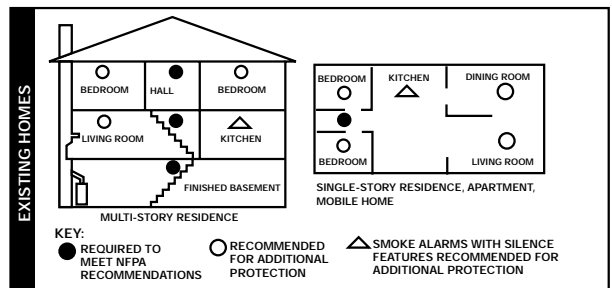 EXISTING HOMES
BEDROOM
HALL
BEDROOM
LIVING ROOM
KITCHEN
FINISHED BASEMENT
MULTI-STORY RESIDENCE
BEDROOM
KITCHEN
DINING ROOM
BEDROOM
LIVING ROOM
SINGLE-STORY RESIDENCE, APARTMENT,
MOBILE HOME
KEY:
REQUIRED TO
MEET NFPA
RECOMMENDATIONS
RECOMMENDED
FOR ADDITIONAL
PROTECTION
SMOKE ALARMS WITH SILENCE
FEATURES RECOMMENDED FOR
ADDITIONAL PROTECTION